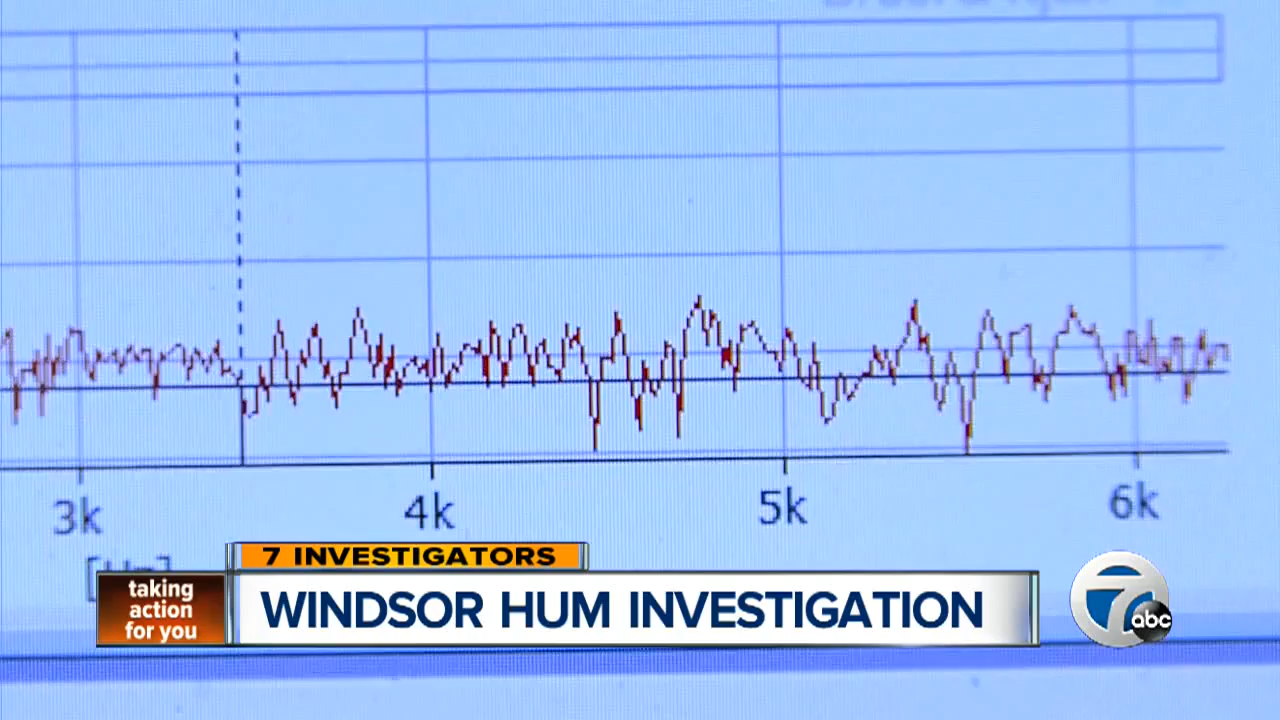 3k
4k
5k
6k
7 INVESTIGATORS
taking
action
for you
WINDSOR HUM INVESTIGATION
7
abc